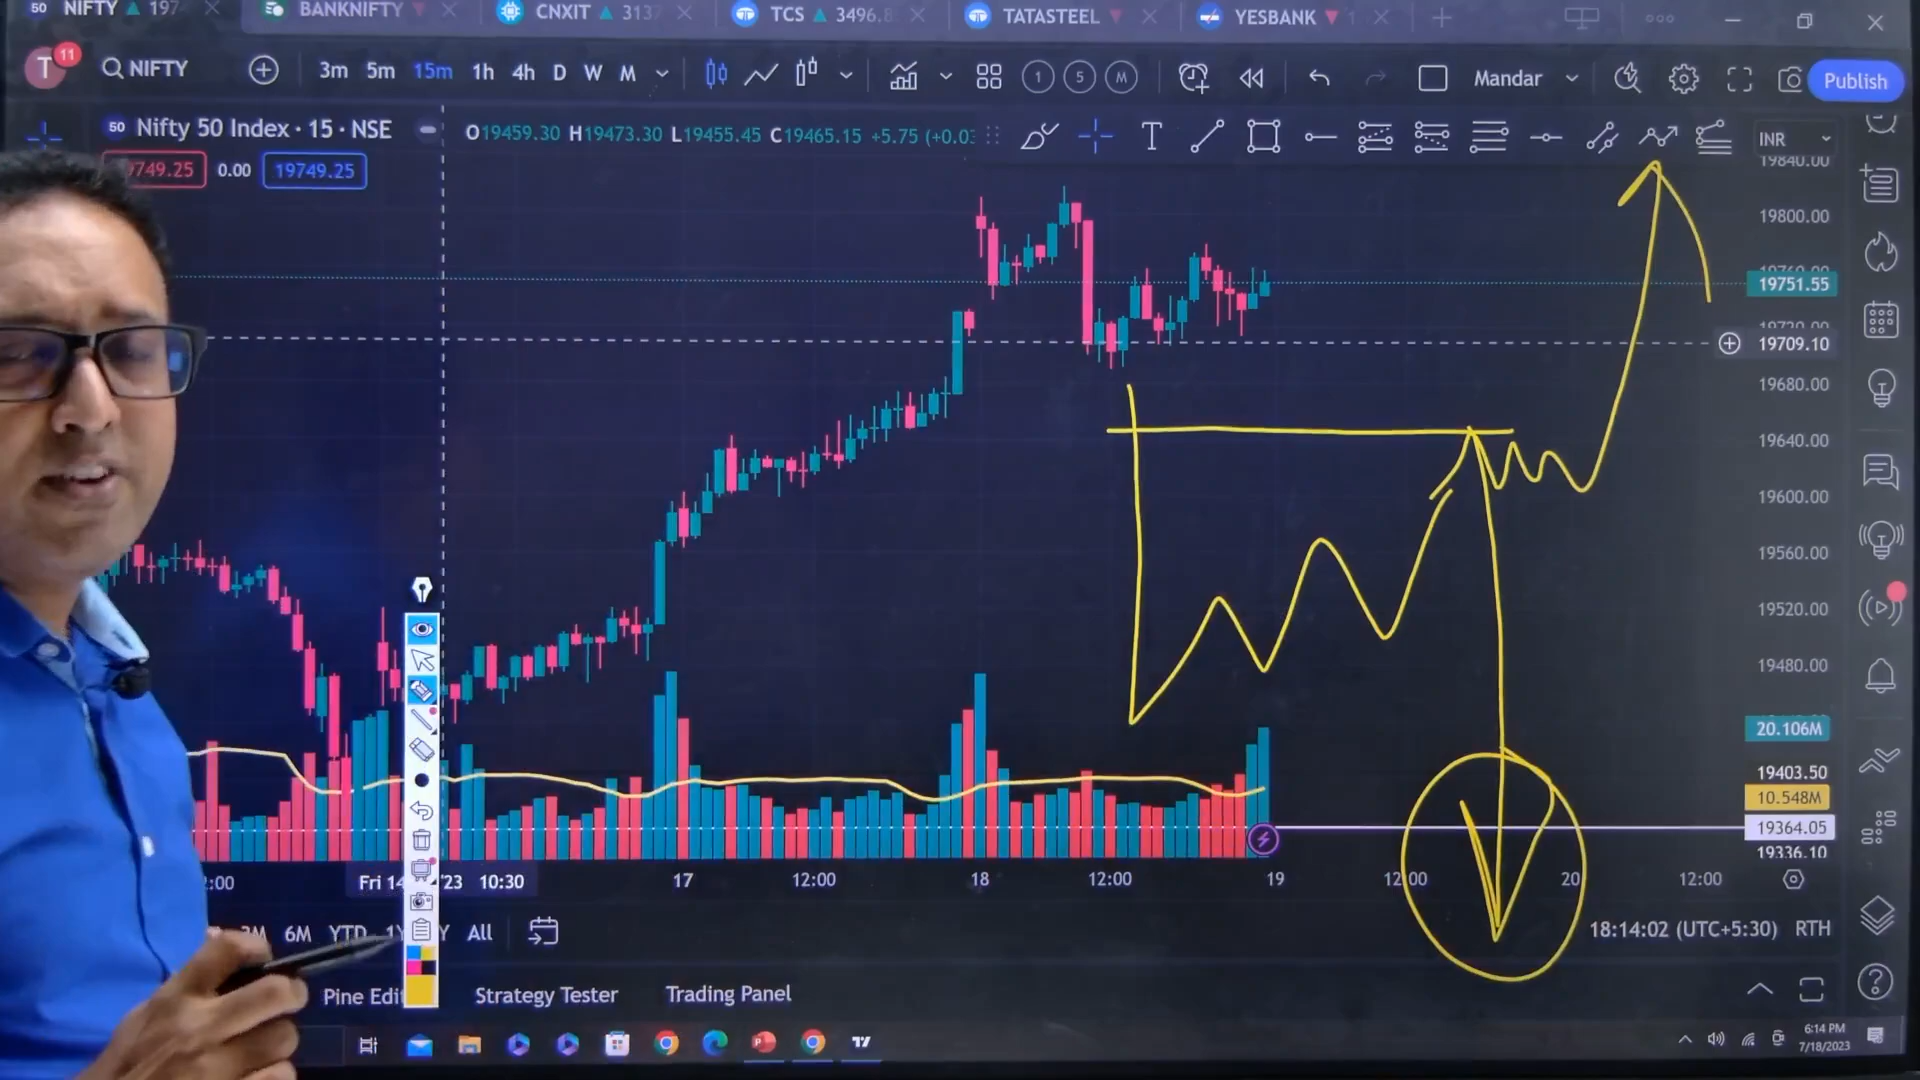 NIFTY 197
BANKNIFTY
CNXIT 3137
TCS 3496.8
TATASTEEL
YESBANK 1
T 11 NIFTY 3m 5m 15m 1h 4h D W M 1 5 M Mandar Publish
50 Nifty 50 Index · 15 · NSE O19459.30 H19473.30 L19455.45 C19465.15 +5.75 (+0.03 T INR
9749.25 0.00 19749.25
19840.00
19800.00
19760.00
19751.55
19720.00
19709.10
19680.00
19640.00
19600.00
19560.00
19520.00
19480.00
20.106M
19403.50
10.548M
19364.05
19336.10
2:00 Fri 14 '23 10:30 17 12:00 18 12:00 19 12:00 20 12:00
3M 6M YTD 1Y Y All 18:14:02 (UTC+5:30) RTH
Pine Edi Strategy Tester Trading Panel
6:14 PM
7/18/2023